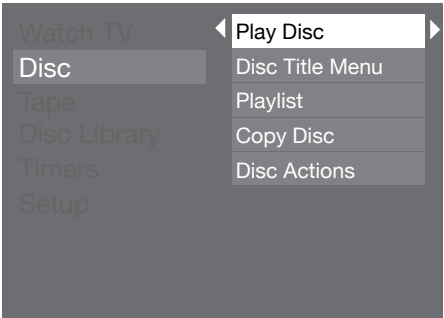 Watch TV
Disc
Tape
Disc Library
Timers
Setup
Play Disc
Disc Title Menu
Playlist
Copy Disc
Disc Actions